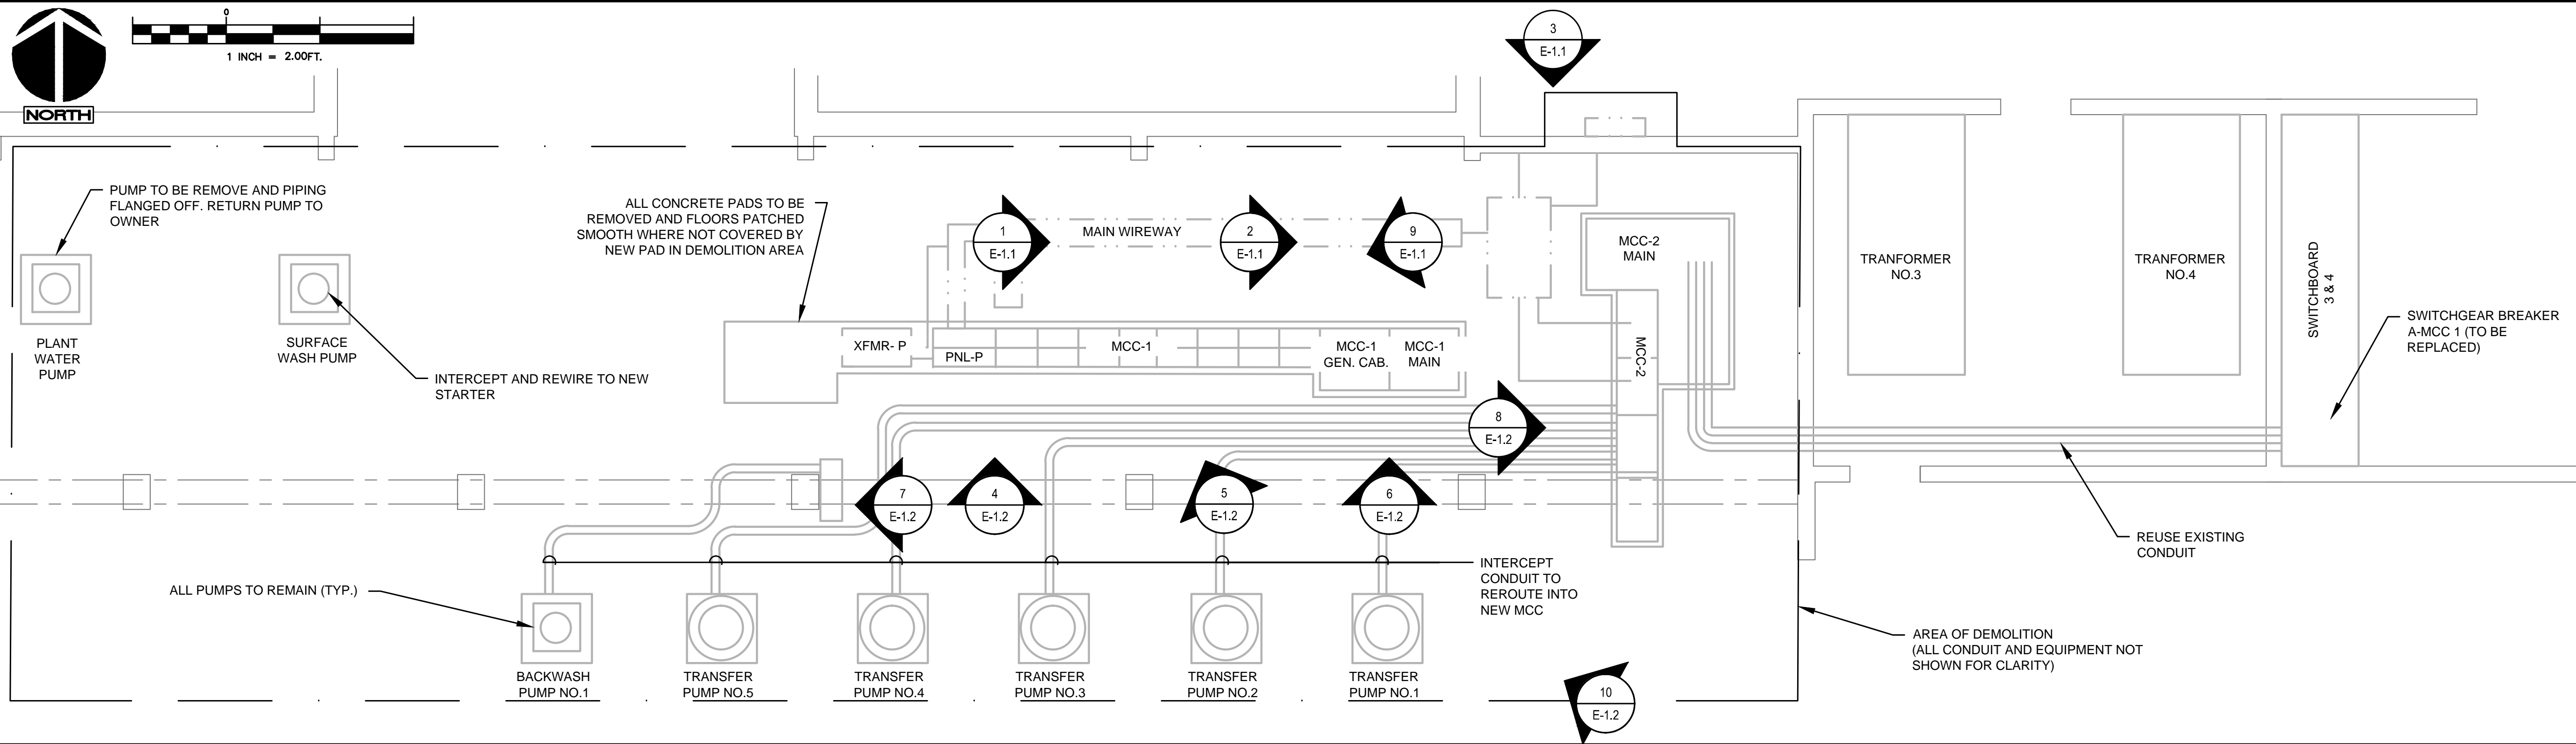 0
1 INCH = 2.00FT.
NORTH
3
E-1.1
PUMP TO BE REMOVE AND PIPING
FLANGED OFF. RETURN PUMP TO
OWNER
ALL CONCRETE PADS TO BE
REMOVED AND FLOORS PATCHED
SMOOTH WHERE NOT COVERED BY
NEW PAD IN DEMOLITION AREA
1
E-1.1
MAIN WIREWAY
2
E-1.1
9
E-1.1
MCC-2
MAIN
TRANFORMER
NO.3
TRANFORMER
NO.4
SWITCHBOARD
3 & 4
SWITCHGEAR BREAKER
A-MCC 1 (TO BE
REPLACED)
PLANT
WATER
PUMP
SURFACE
WASH PUMP
INTERCEPT AND REWIRE TO NEW
STARTER
XFMR- P
PNL-P
MCC-1
MCC-1
GEN. CAB.
MCC-1
MAIN
MCC-2
8
E-1.2
7
E-1.2
4
E-1.2
5
E-1.2
6
E-1.2
REUSE EXISTING
CONDUIT
INTERCEPT
CONDUIT TO
REROUTE INTO
NEW MCC
ALL PUMPS TO REMAIN (TYP.)
AREA OF DEMOLITION
(ALL CONDUIT AND EQUIPMENT NOT
SHOWN FOR CLARITY)
BACKWASH
PUMP NO.1
TRANSFER
PUMP NO.5
TRANSFER
PUMP NO.4
TRANSFER
PUMP NO.3
TRANSFER
PUMP NO.2
TRANSFER
PUMP NO.1
10
E-1.2